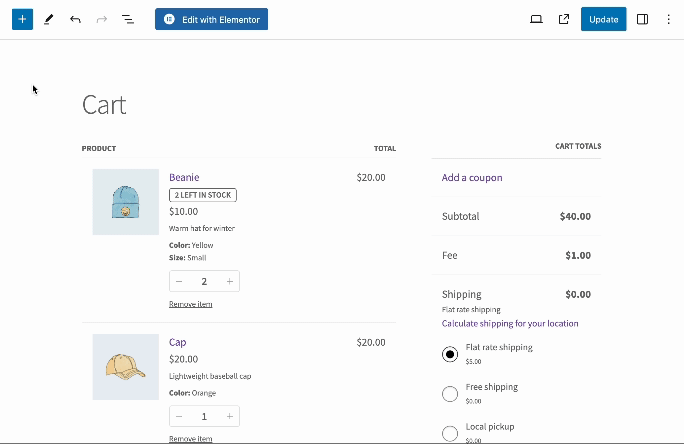 Edit with Elementor
Update
Cart
PRODUCT
TOTAL
Beanie
$20.00
2 LEFT IN STOCK
$10.00
Warm hat for winter
Color: Yellow
Size: Small
2
Remove item
Cap
$20.00
$20.00
Lightweight baseball cap
Color: Orange
1
Remove item
CART TOTALS
Add a coupon
Subtotal
$40.00
Fee
$1.00
Shipping
$0.00
Flat rate shipping
Calculate shipping for your location
Flat rate shipping
$5.00
Free shipping
$0.00
Local pickup
$0.00